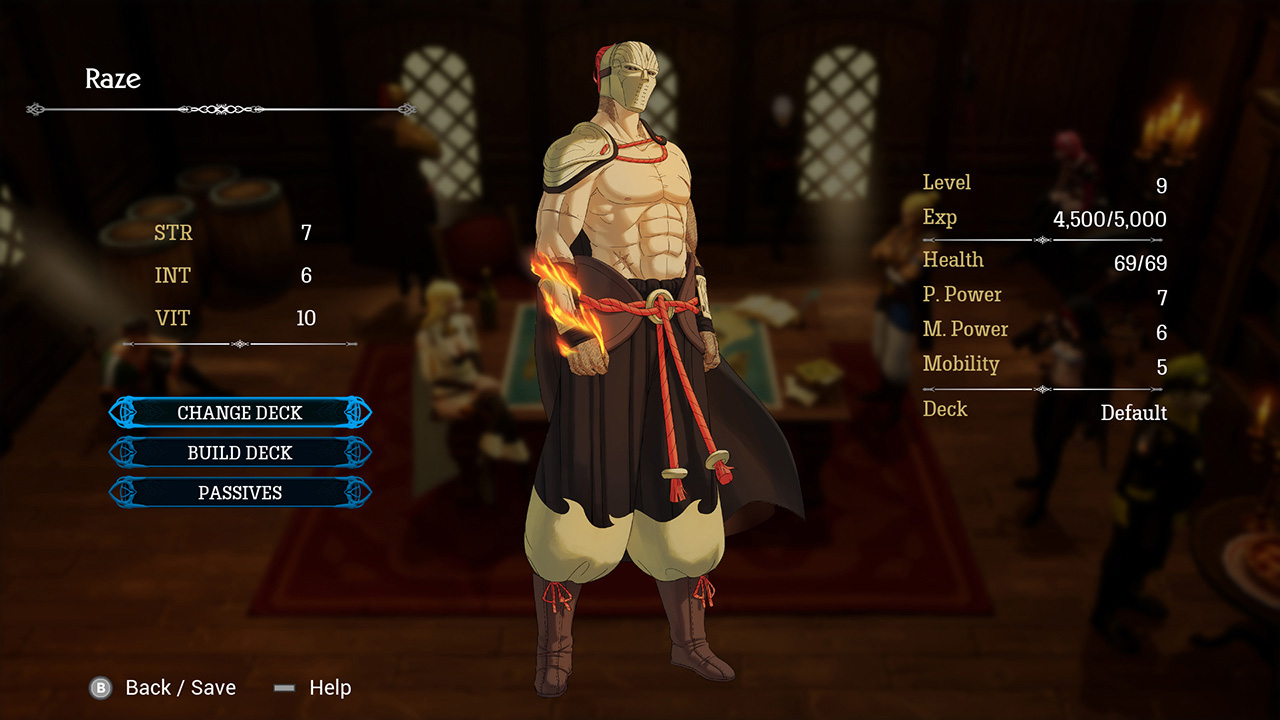 Raze
STR 7
INT 6
VIT 10
CHANGE DECK
BUILD DECK
PASSIVES
Level 9
Exp 4,500/5,000
Health 69/69
P. Power 7
M. Power 6
Mobility 5
Deck Default
B Back / Save
Help